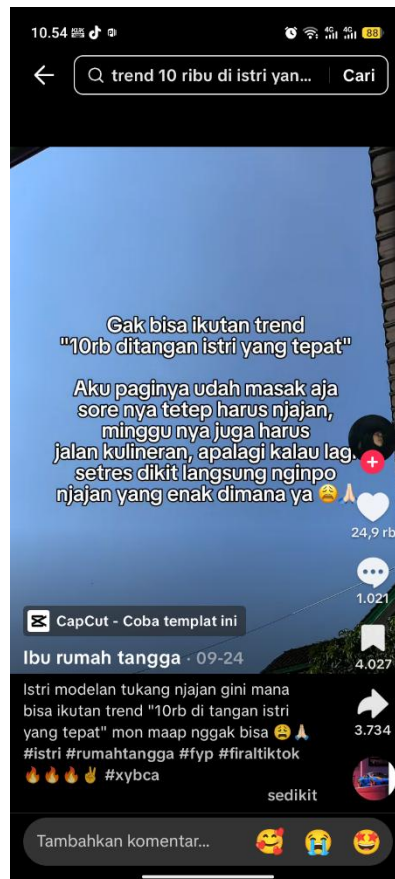 10.54
4G 4G 88
trend 10 ribu di istri yan... Cari
Gak bisa ikutan trend
"10rb ditangan istri yang tepat"
Aku paginya udah masak aja
sore nya tetep harus njajan,
minggu nya juga harus
jalan kulineran, apalagi kalau lagi
setres dikit langsung nginpo
njajan yang enak dimana ya 😩🙏
24,9 rb
1.021
4.027
3.734
CapCut - Coba templat ini
Ibu rumah tangga · 09-24
Istri modelan tukang njajan gini mana
bisa ikutan trend "10rb di tangan istri
yang tepat" mon maap nggak bisa 😩🙏
#istri #rumahtangga #fyp #firaltiktok
🔥🔥🔥✌ #xybca
sedikit
Tambahkan komentar... 🥰 😭 🤩